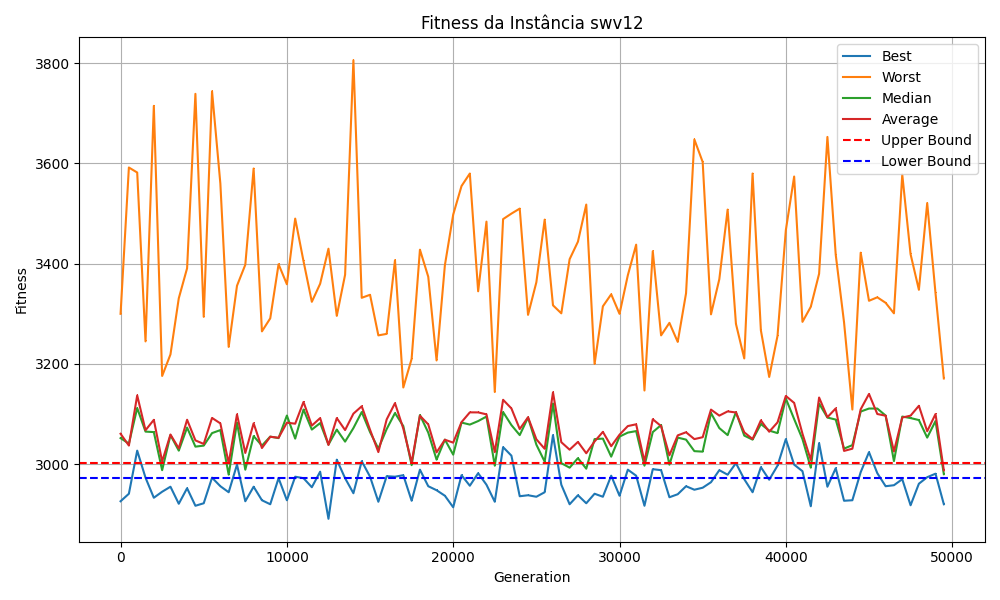 Fitness da Instância swv12
Best
Worst
Median
Average
Upper Bound
Lower Bound
Fitness
3800
3600
3400
3200
3000
0
10000
20000
30000
40000
50000
Generation